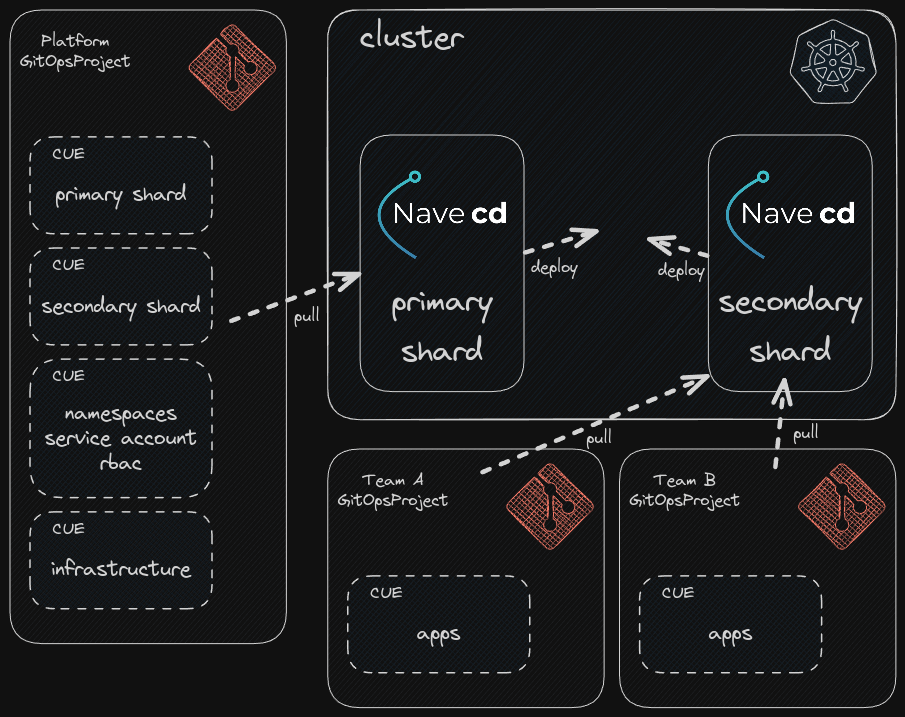 Platform
GitOpsProject
CUE
primary shard
CUE
secondary shard
CUE
namespaces
service account
rbac
CUE
infrastructure
pull
cluster
Nave cd
primary
shard
deploy
deploy
Nave cd
secondary
shard
pull
pull
Team A
GitOpsProject
CUE
apps
Team B
GitOpsProject
CUE
apps